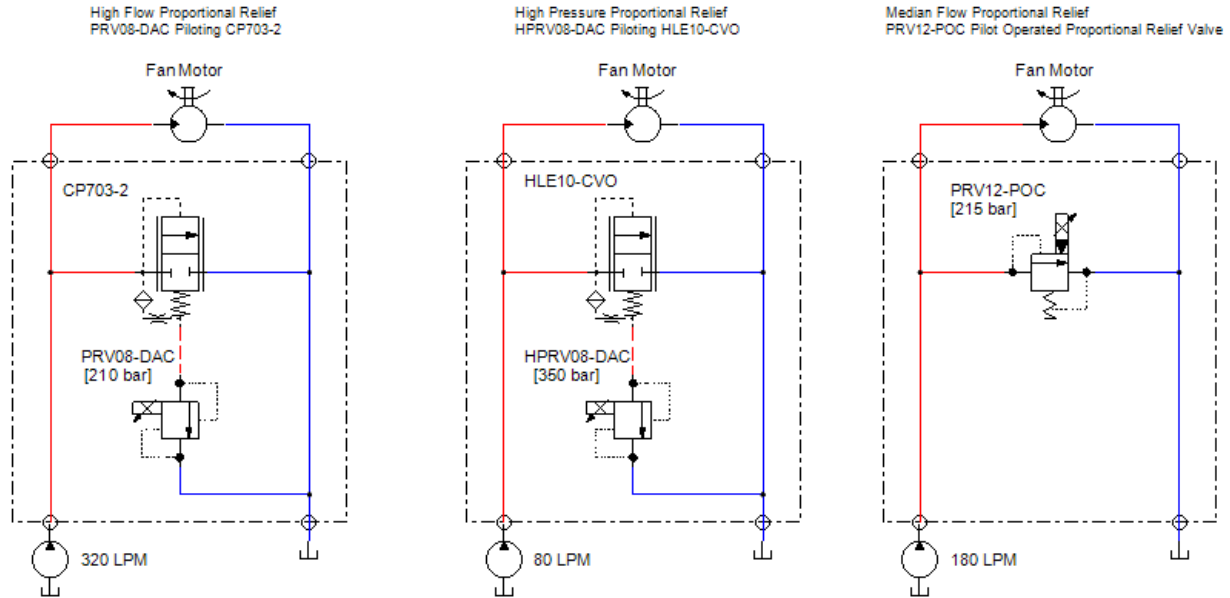 High Flow Proportional Relief
PRV08-DAC Piloting CP703-2
Fan Motor
CP703-2
PRV08-DAC
[210 bar]
320 LPM
High Pressure Proportional Relief
HPRV08-DAC Piloting HLE10-CVO
Fan Motor
HLE10-CVO
HPRV08-DAC
[350 bar]
80 LPM
Median Flow Proportional Relief
PRV12-POC Pilot Operated Proportional Relief Valve
Fan Motor
PRV12-POC
[215 bar]
180 LPM